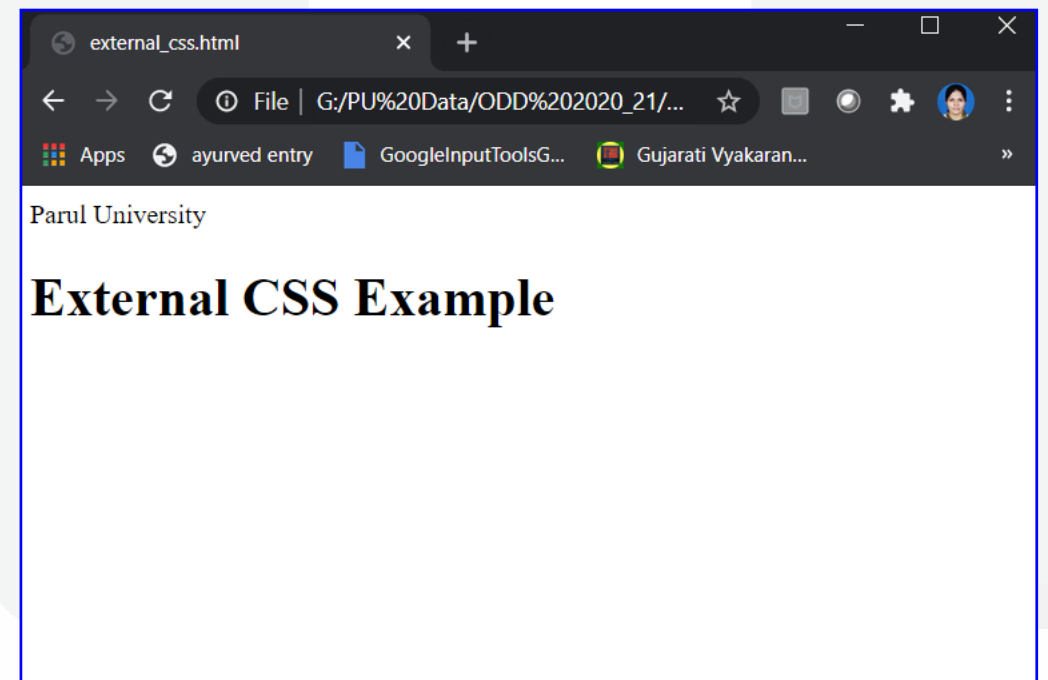 external_css.html
File | G:/PU%20Data/ODD%202020_21/...
Apps ayurved entry GoogleInputToolsG... Gujarati Vyakaran... »
Parul University
External CSS Example